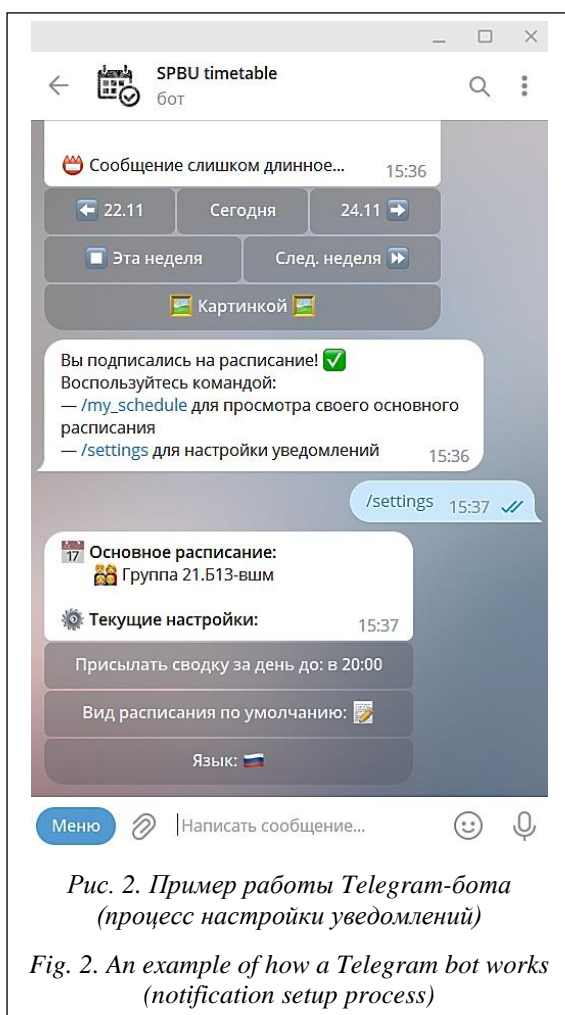 SPBU timetable
бот
Сообщение слишком длинное... 15:36
22.11 Сегодня 24.11
Эта неделя След. неделя
Картинкой
Вы подписались на расписание!
Воспользуйтесь командой:
— /my_schedule для просмотра своего основного
расписания
— /settings для настройки уведомлений 15:36
/settings 15:37
17 Основное расписание:
Группа 21.Б13-вшм
Текущие настройки: 15:37
Присылать сводку за день до: в 20:00
Вид расписания по умолчанию:
Язык:
Меню Написать сообщение...
Рис. 2. Пример работы Telegram-бота
(процесс настройки уведомлений)
Fig. 2. An example of how a Telegram bot works
(notification setup process)